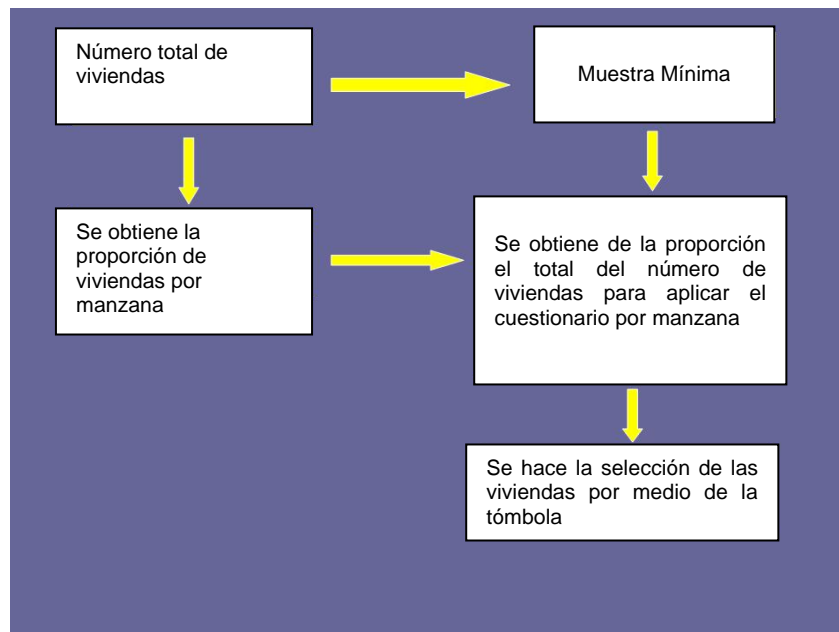 Número total de
viviendas
Muestra Mínima
Se obtiene la
proporción de
viviendas por
manzana
Se obtiene de la proporción
el total del número de
viviendas para aplicar el
cuestionario por manzana
Se hace la selección de las
viviendas por medio de la
tómbola